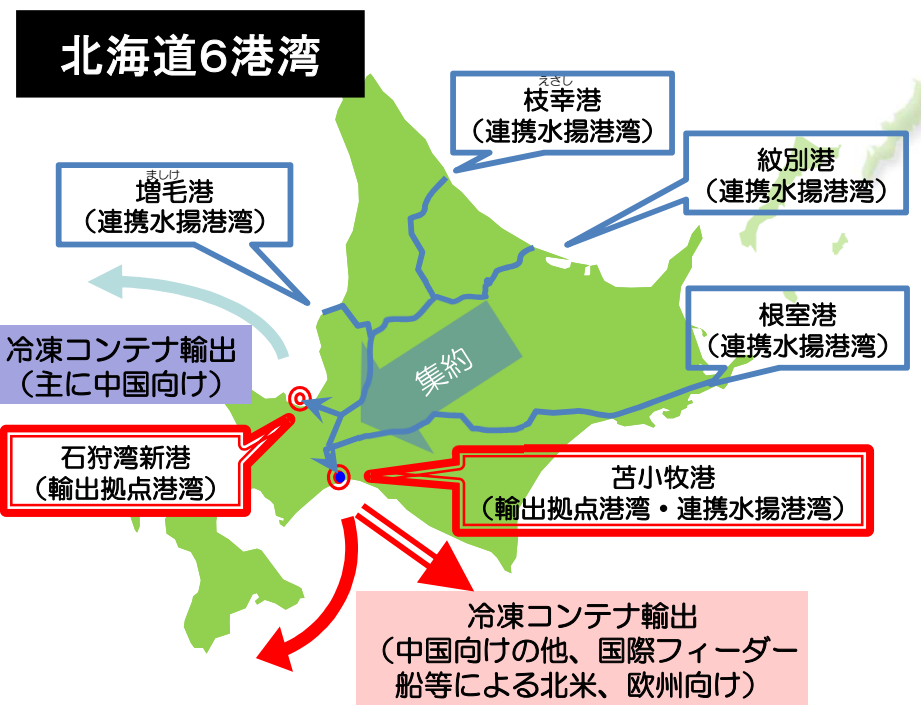 北海道6港湾
えさし
枝幸港
（連携水揚港湾）
紋別港
（連携水揚港湾）
ましけ
増毛港
（連携水揚港湾）
根室港
（連携水揚港湾）
冷凍コンテナ輸出
（主に中国向け）
集約
石狩湾新港
（輸出拠点港湾）
苫小牧港
（輸出拠点港湾・連携水揚港湾）
冷凍コンテナ輸出
（中国向けの他、国際フィーダー
船等による北米、欧州向け）